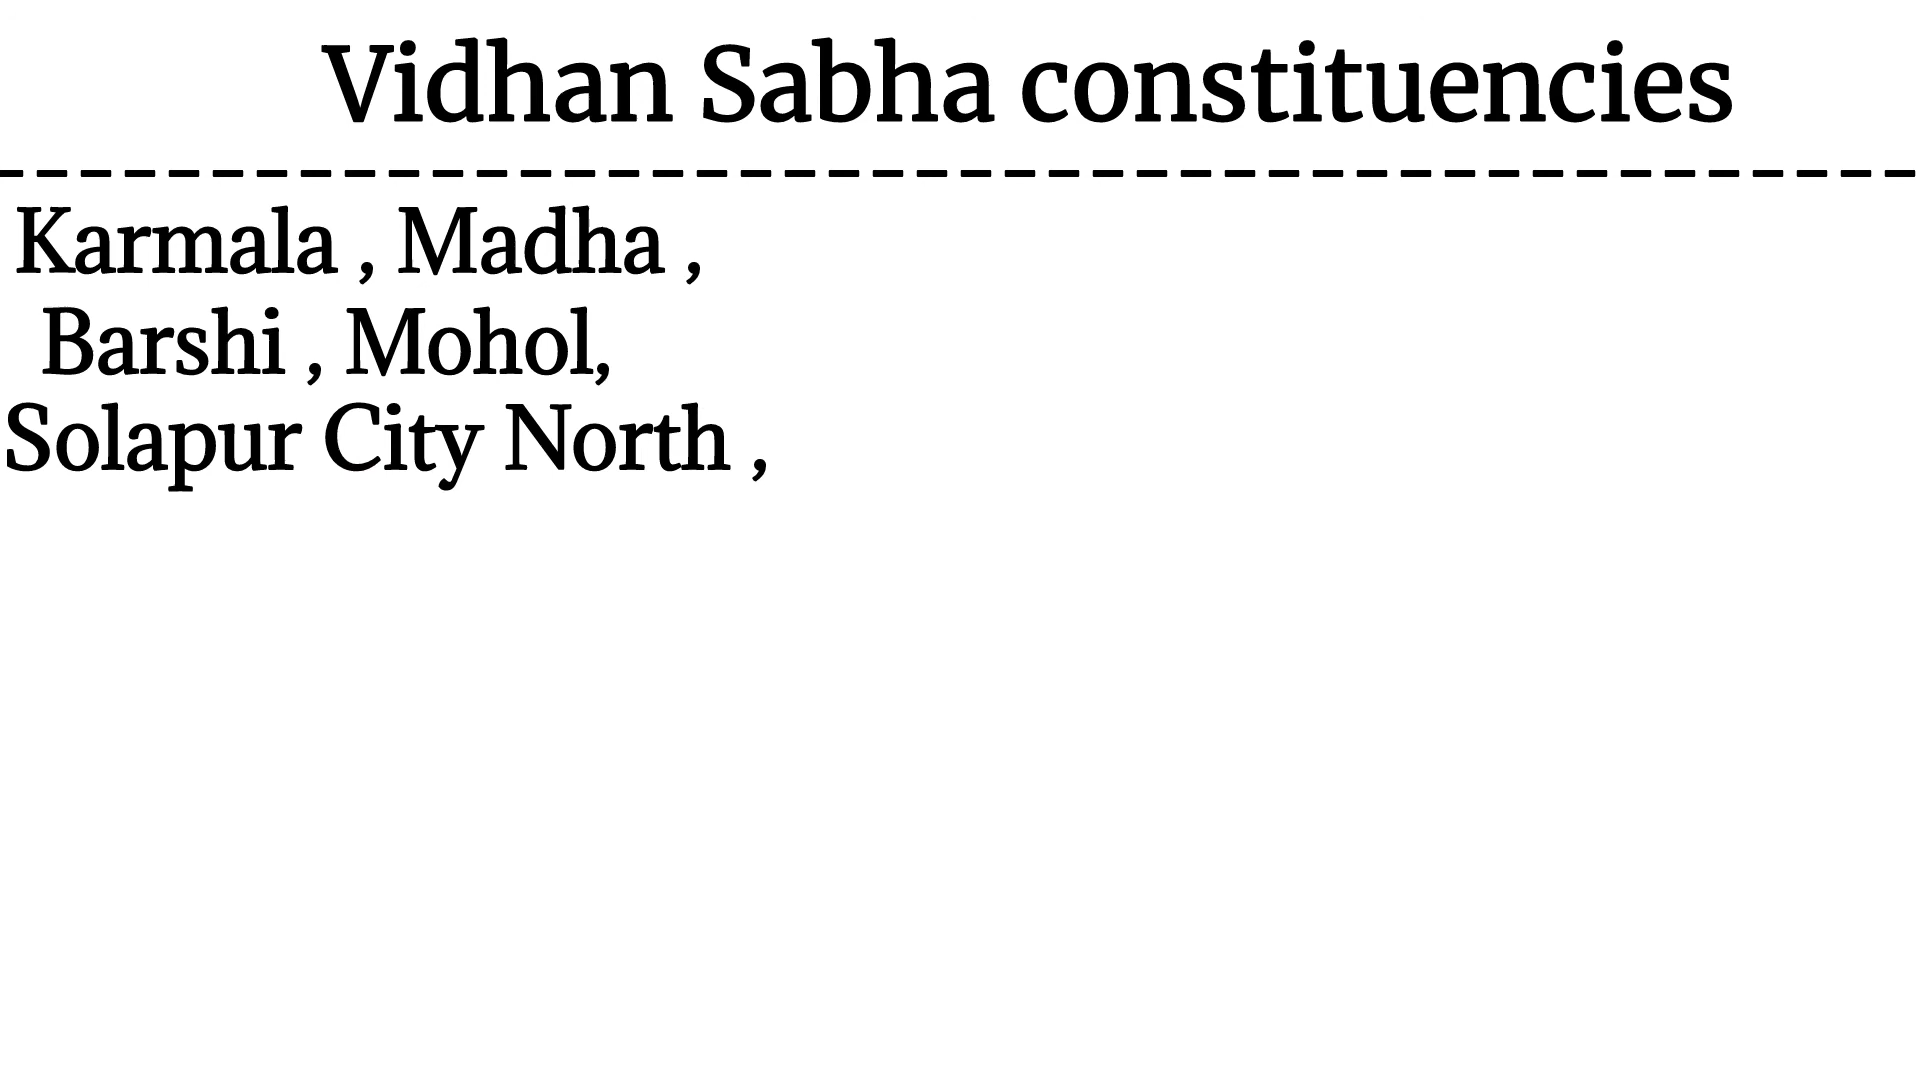 Vidhan Sabha constituencies
Karmala , Madha ,
Barshi , Mohol,
Solapur City North ,